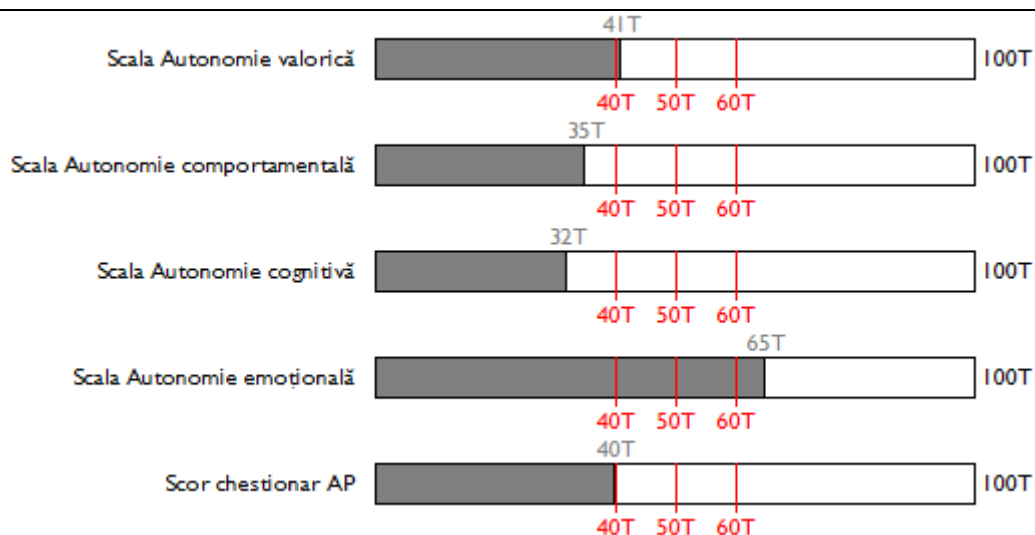 41T
Scala Autonomie valorică 100T
40T 50T 60T
35T
Scala Autonomie comportamentală 100T
40T 50T 60T
32T
Scala Autonomie cognitivă 100T
40T 50T 60T
65T
Scala Autonomie emoțională 100T
40T 50T 60T
40T
Scor chestionar AP 100T
40T 50T 60T